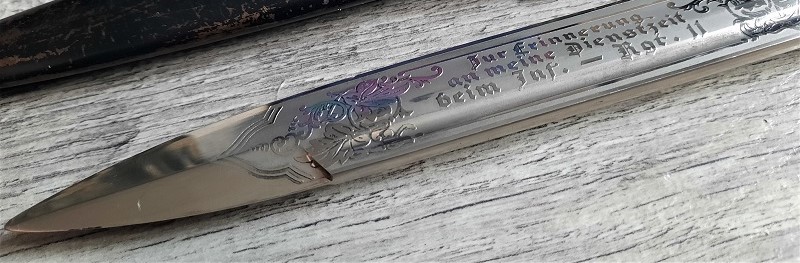 Zur Erinnerung
an meine Dienstzeit
beim Inf. - Rgt. 11